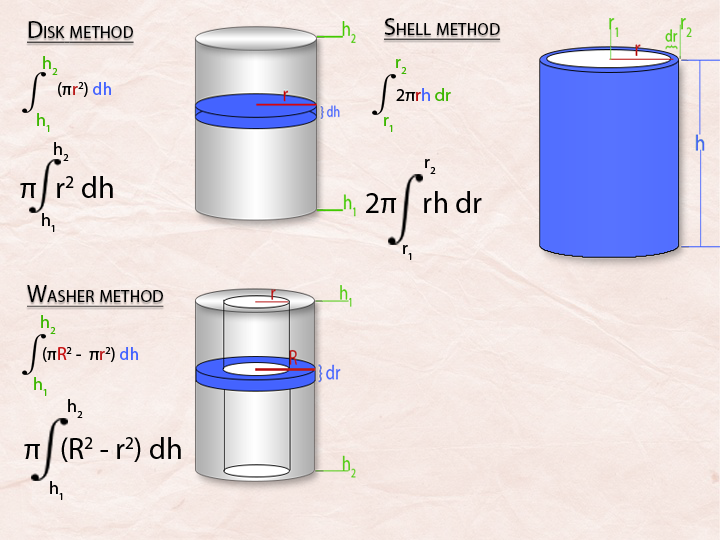 DISK METHOD
h₂
∫ (πr²) dh
h₁
h₂
π∫ r² dh
h₁
h₂
r
} dh
h₁
SHELL METHOD
r₂
∫ 2πrh dr
r₁
r₂
2π∫ rh dr
r₁
r₁
r₂
dr
r
h
WASHER METHOD
h₂
∫ (πR² - πr²) dh
h₁
h₂
π∫ (R² - r²) dh
h₁
r
h₁
R
} dr
h₂